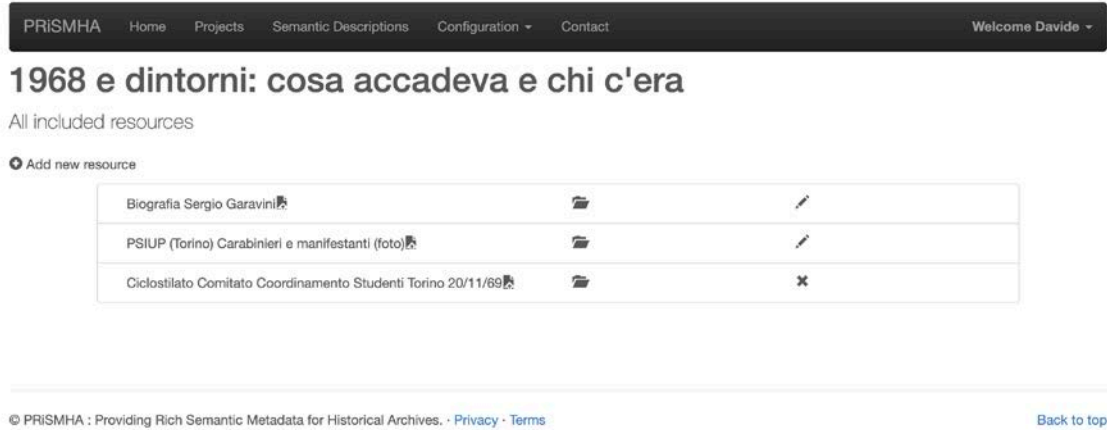 PRiSMHA Home Projects Semantic Descriptions Configuration Contact Welcome Davide
1968 e dintorni: cosa accadeva e chi c'era
All included resources
Add new resource
Biografia Sergio Garavini
PSIUP (Torino) Carabinieri e manifestanti (foto)
Ciclostilato Comitato Coordinamento Studenti Torino 20/11/69
© PRiSMHA : Providing Rich Semantic Metadata for Historical Archives. · Privacy · Terms Back to top